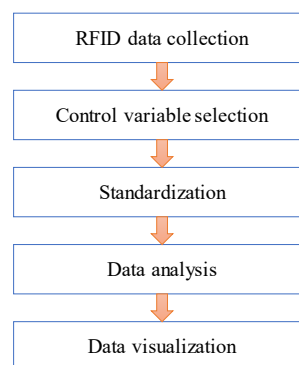 RFID data collection
Control variable selection
Standardization
Data analysis
Data visualization